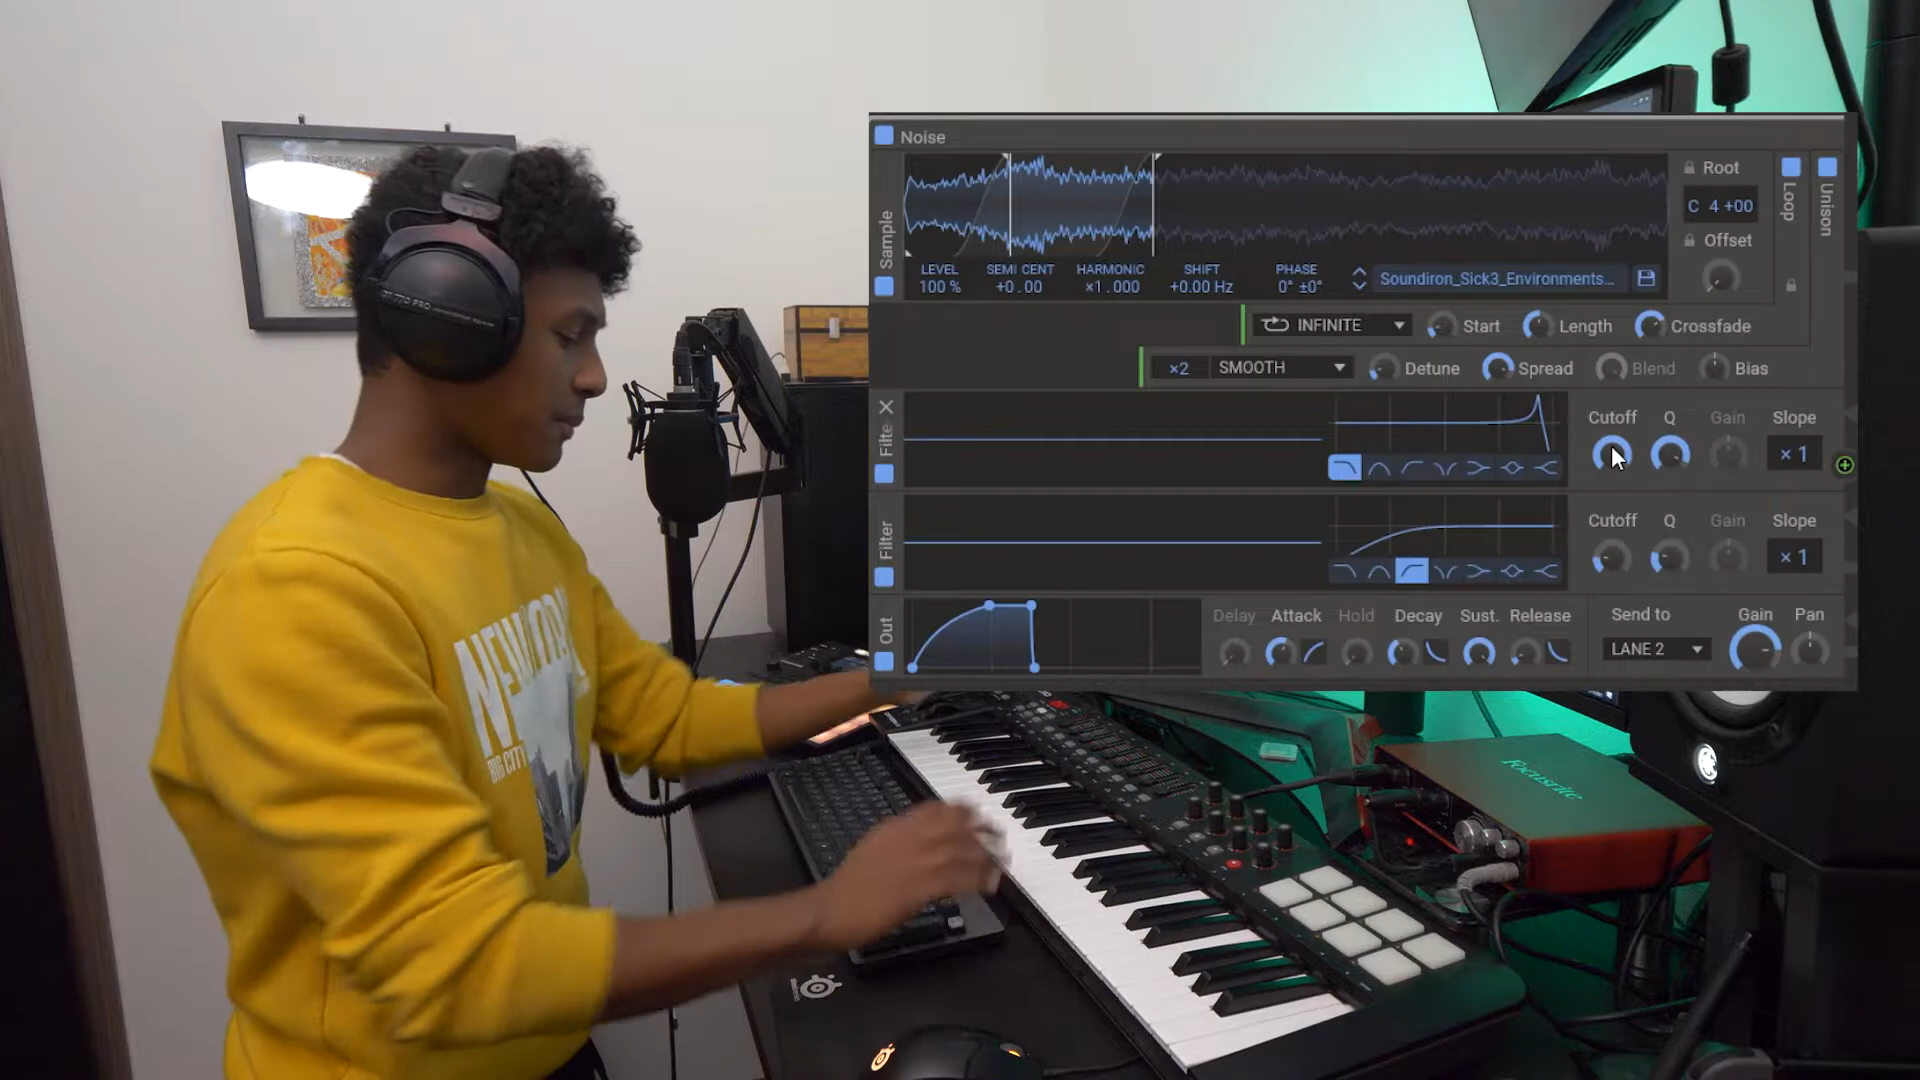 Noise
Sample
Root
C 4 +00
Offset
Loop
Unison
LEVEL
100 %
SEMI CENT
+0. 00
HARMONIC
×1. 000
SHIFT
+0.00 Hz
PHASE
0° ±0°
Soundiron_Sick3_Environments...
INFINITE
Start
Length
Crossfade
×2
SMOOTH
Detune
Spread
Blend
Bias
Filte
Cutoff
Q
Gain
Slope
× 1
Filter
Cutoff
Q
Gain
Slope
× 1
Out
Delay
Attack
Hold
Decay
Sust.
Release
Send to
LANE 2
Gain
Pan
BIG CITY
Focusrite